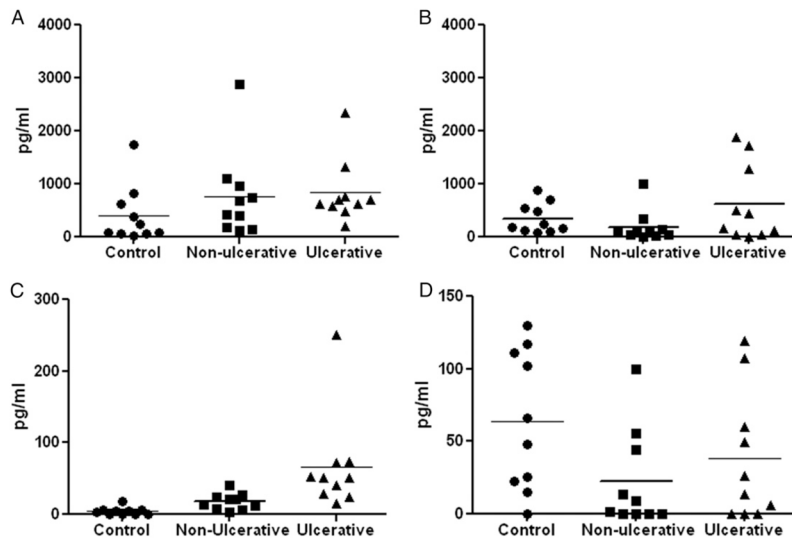 A
4000
3000
2000
1000
0
pg/ml
Control Non-ulcerative Ulcerative
B
4000
3000
2000
1000
0
pg/ml
Control Non-ulcerative Ulcerative
C
300
200
100
0
pg/ml
Control Non-Ulcerative Ulcerative
D
150
100
50
0
pg/ml
Control Non-ulcerative Ulcerative